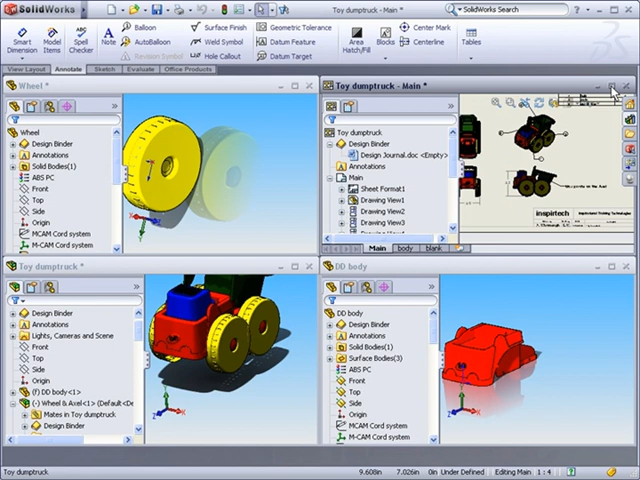 SolidWorks
Toy dumptruck - Main *
SolidWorks Search
Smart Dimension
Model Items
Spell Checker
Note
Balloon
AutoBalloon
Revision Symbol
Surface Finish
Weld Symbol
Hole Callout
Geometric Tolerance
Datum Feature
Datum Target
Area Hatch/Fill
Blocks
Center Mark
Centerline
Tables
View Layout
Annotate
Sketch
Evaluate
Office Products
Wheel *
Wheel
Design Binder
Annotations
Solid Bodies(1)
ABS PC
Front
Top
Side
Origin
MCAM Cord system
M-CAM Cord system
Toy dumptruck - Main *
Toy dumptruck
Design Binder
Design Journal.doc <Empty>
Annotations
Main
Sheet Format1
Drawing View1
Drawing View2
Drawing View3
Drawing View4
Main
body
blank
inspirtech
Toy dumptruck *
Toy dumptruck
Design Binder
Annotations
Lights, Cameras and Scene
Front
Top
Side
Origin
(f) DD body<1>
(-) Wheel & Axle<1> (Default<De
Mates in Toy dumptruck
Design Binder
Annotations
DD body
DD body
Design Binder
Annotations
Solid Bodies(1)
Surface Bodies(3)
ABS PC
Front
Top
Side
Origin
MCAM Cord system
M-CAM Cord system
Toy dumptruck
9.608in
7.026in
0in
Under Defined
Editing Main
1 : 4